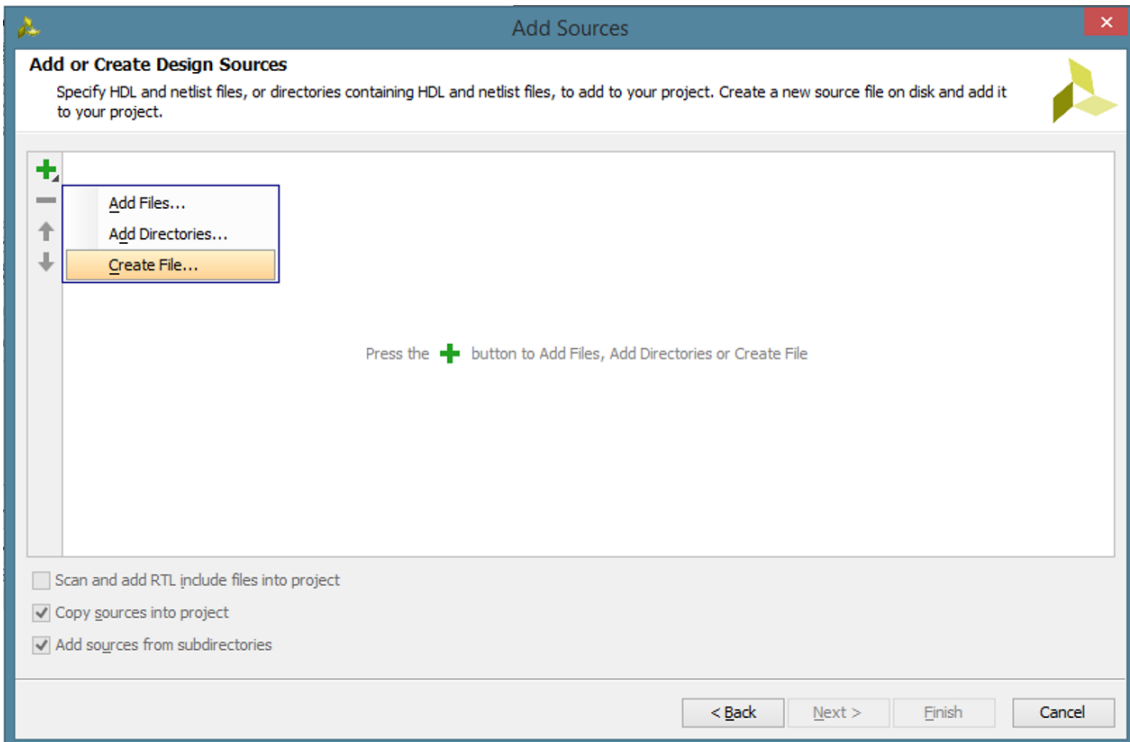 Add Sources
Add or Create Design Sources
Specify HDL and netlist files, or directories containing HDL and netlist files, to add to your project. Create a new source file on disk and add it
to your project.
Add Files...
Add Directories...
Create File...
Press the button to Add Files, Add Directories or Create File
Scan and add RTL include files into project
Copy sources into project
Add sources from subdirectories
< Back Next > Finish Cancel